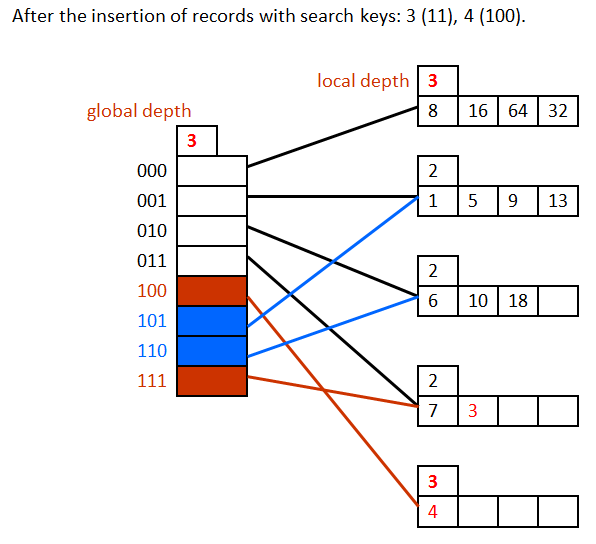 After the insertion of records with search keys: 3 (11), 4 (100).
local depth 3
global depth 8 16 64 32
3
000 2
001 1 5 9 13
010
011 2
100 6 10 18
101
110
111 2
7 3
3
4